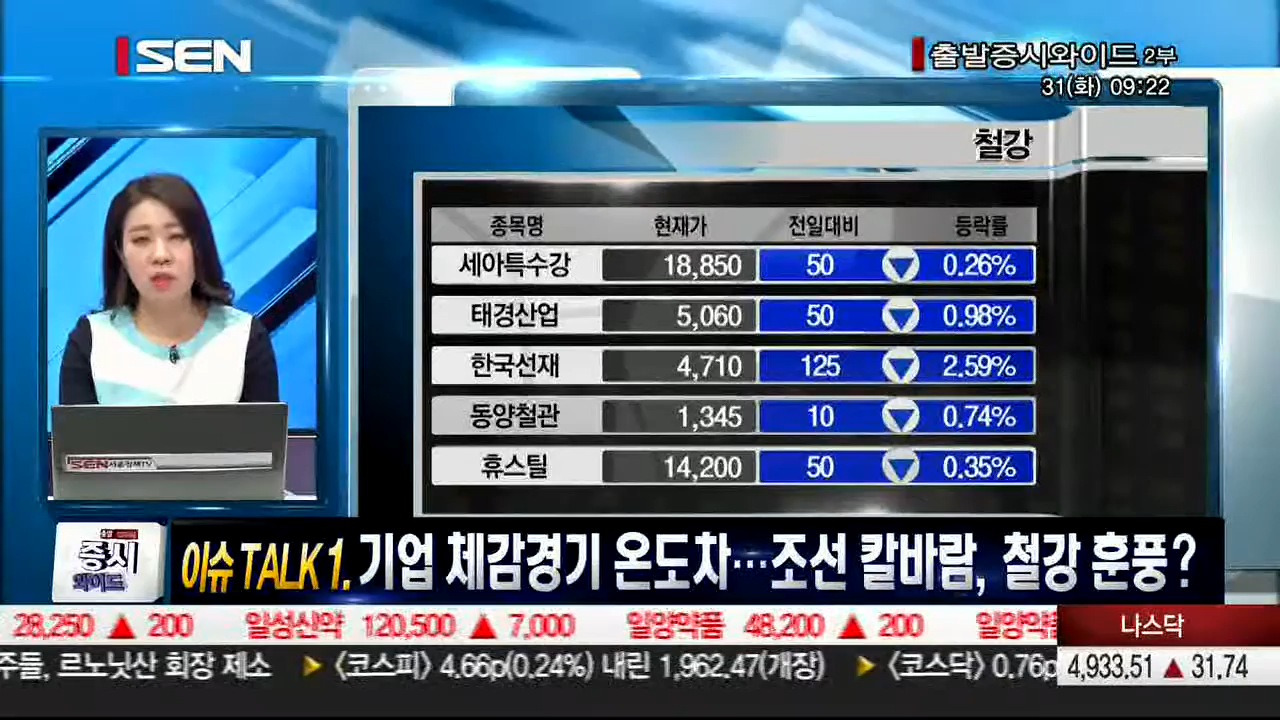 SEN
출발증시와이드 2부
31(화) 09:22
철강
종목명 현재가 전일대비 등락률
세아특수강 18,850 50 ▼ 0.26%
태경산업 5,060 50 ▼ 0.98%
한국선재 4,710 125 ▼ 2.59%
동양철관 1,345 10 ▼ 0.74%
휴스틸 14,200 50 ▼ 0.35%
SEN 서울경제TV
증시
와이드
이슈 TALK 1. 기업 체감경기 온도차…조선 칼바람, 철강 훈풍?
28,250 ▲ 200 일성신약 120,500 ▲ 7,000 일양약품 48,200 ▲ 200 일양약
나스닥
주들, 르노닛산 회장 제소 ▶ 〈코스피〉 4.66p(0.24%) 내린 1,962.47(개장) ▶ 〈코스닥〉 0.76p
4,933.51 ▲ 31.74